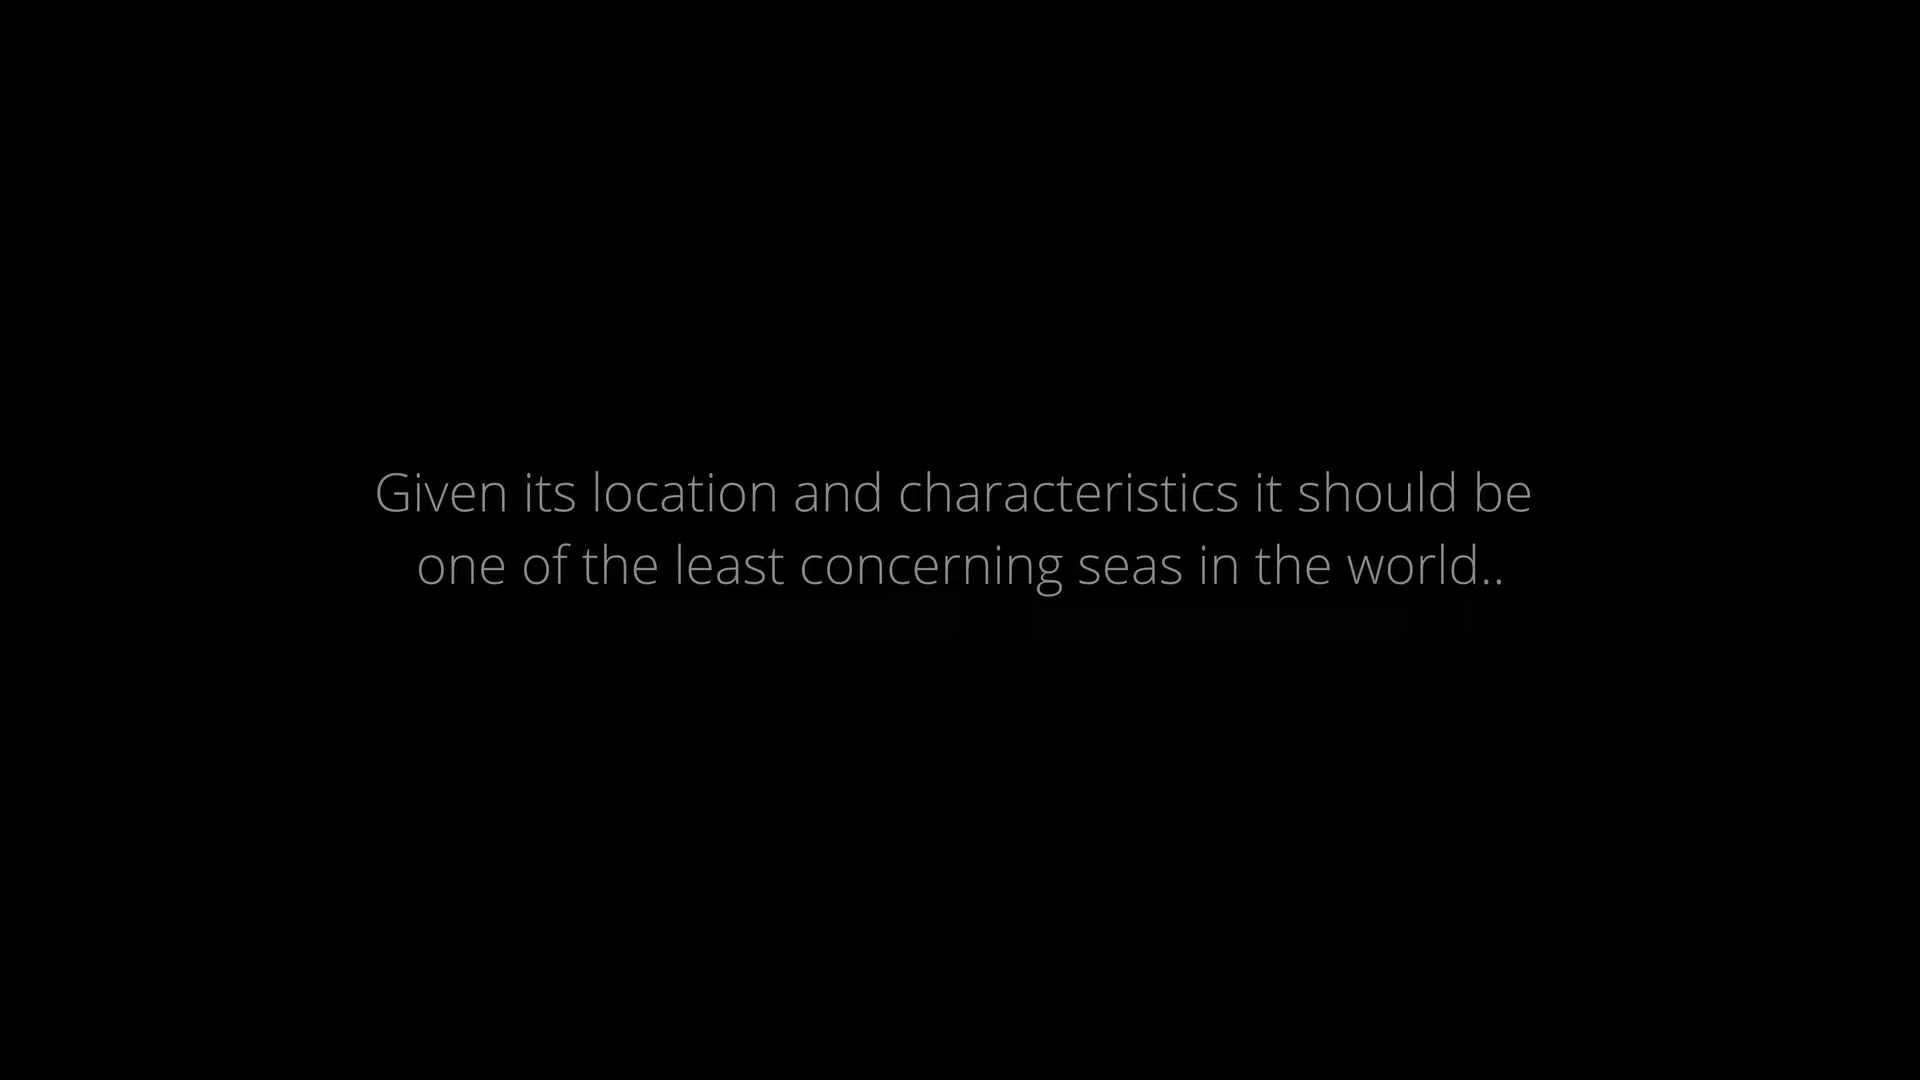 Given its location and characteristics it should be
one of the least concerning seas in the world..